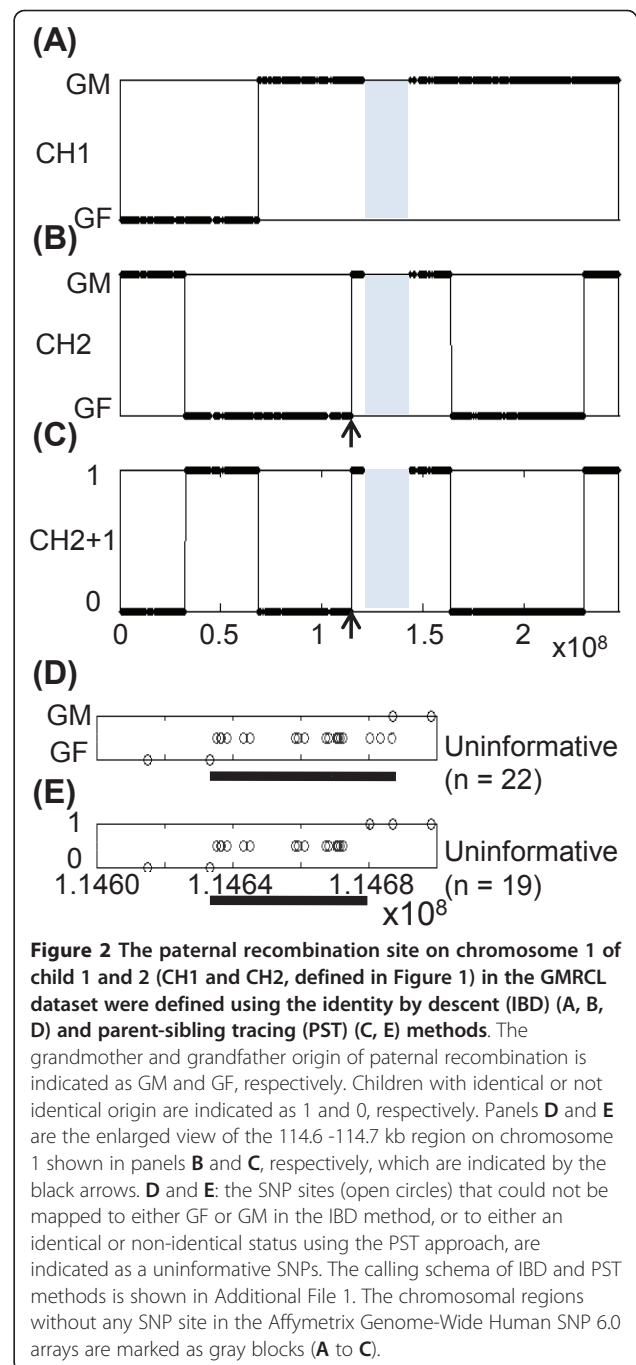 (A)
GM
CH1
GF
(B)
GM
CH2
GF
(C)
1
CH2+1
0
0 0.5 1 1.5 2 x10⁸
(D)
GM
GF
Uninformative
(n = 22)
(E)
1
0
Uninformative
(n = 19)
1.1460 1.1464 1.1468
x10⁸
Figure 2 The paternal recombination site on chromosome 1 of
child 1 and 2 (CH1 and CH2, defined in Figure 1) in the GMRCL
dataset were defined using the identity by descent (IBD) (A, B,
D) and parent-sibling tracing (PST) (C, E) methods. The
grandmother and grandfather origin of paternal recombination is
indicated as GM and GF, respectively. Children with identical or not
identical origin are indicated as 1 and 0, respectively. Panels D and E
are the enlarged view of the 114.6 -114.7 kb region on chromosome
1 shown in panels B and C, respectively, which are indicated by the
black arrows. D and E: the SNP sites (open circles) that could not be
mapped to either GF or GM in the IBD method, or to either an
identical or non-identical status using the PST approach, are
indicated as a uninformative SNPs. The calling schema of IBD and PST
methods is shown in Additional File 1. The chromosomal regions
without any SNP site in the Affymetrix Genome-Wide Human SNP 6.0
arrays are marked as gray blocks (A to C).